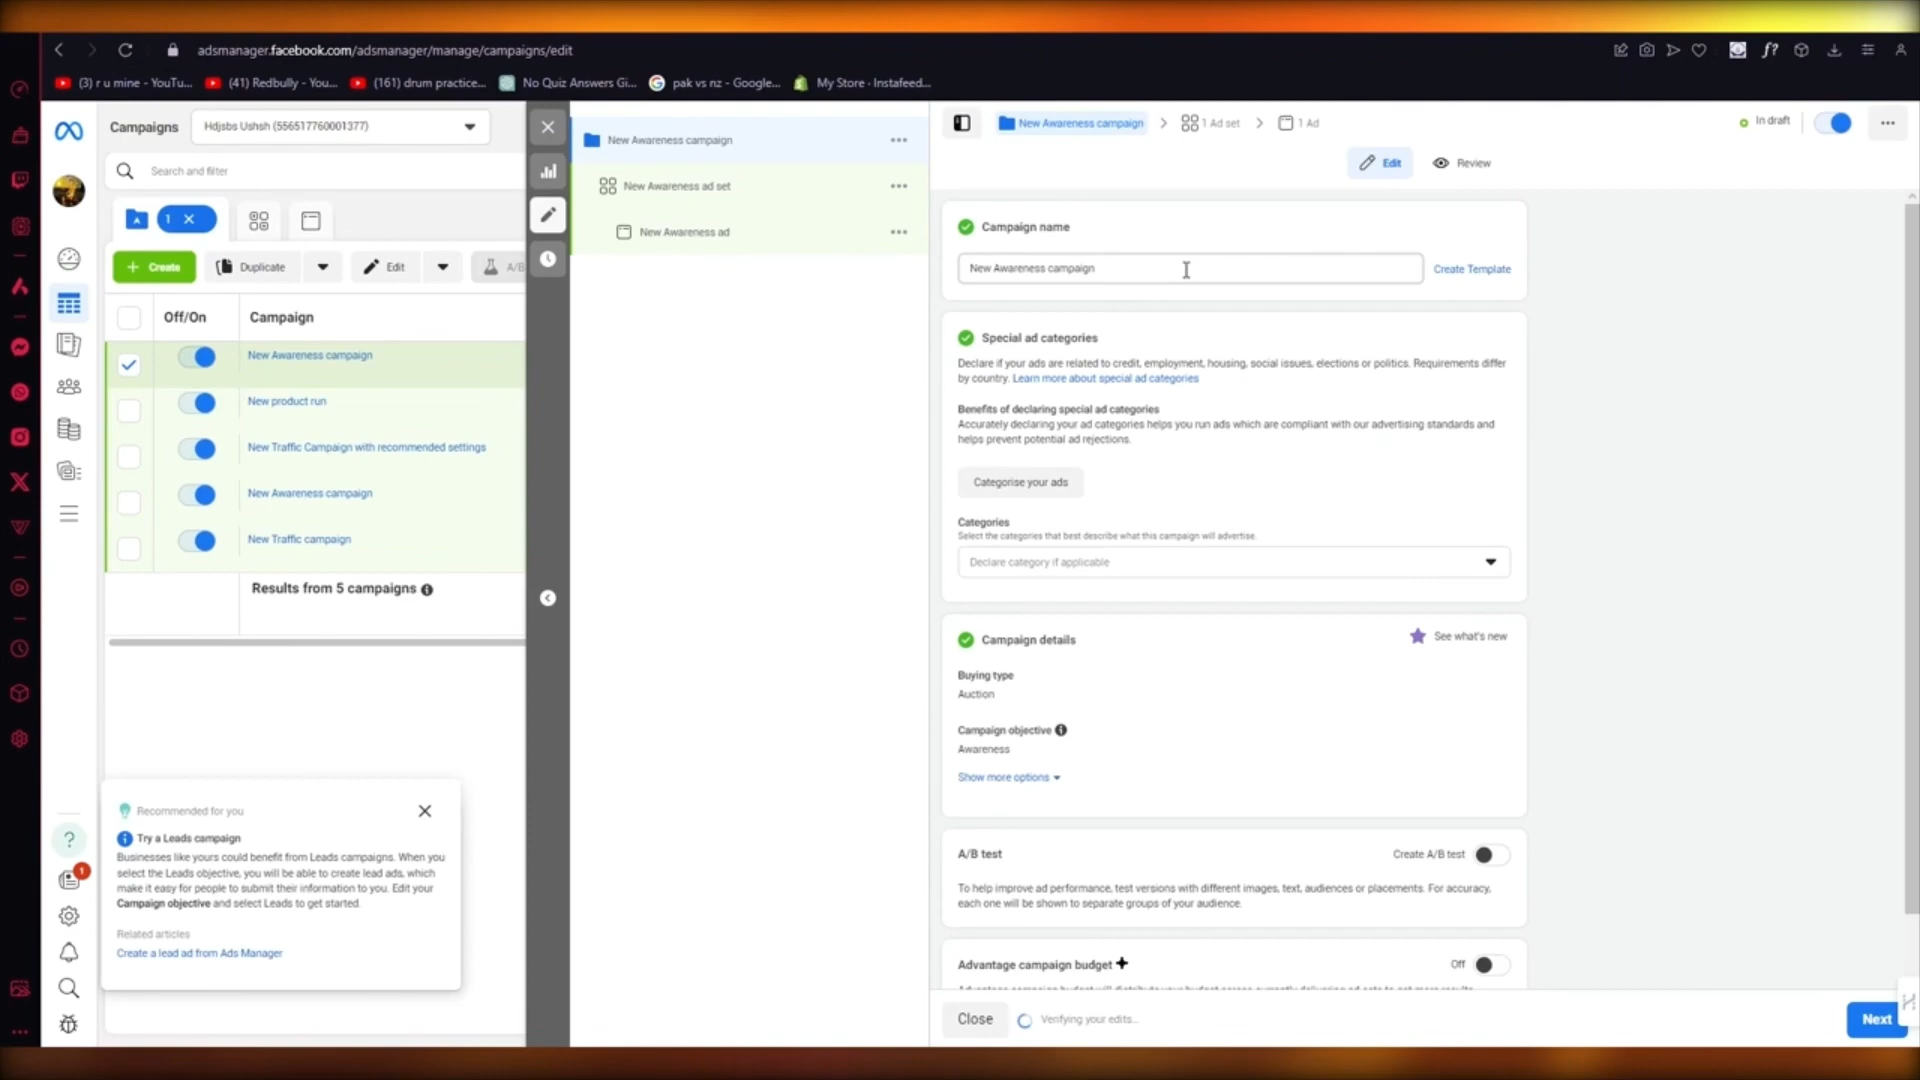 adsmanager.facebook.com/adsmanager/manage/campaigns/edit
(3) r u mine - YouTu...
(41) Redbully - You...
(161) drum practice...
No Quiz Answers Gi...
pak vs nz - Google...
My Store · Instafeed...
Campaigns
Hdjsbs Ushsh (556517760001377)
Search and filter
1
Create
Duplicate
Edit
A/B
Off/On
Campaign
New Awareness campaign
New product run
New Traffic Campaign with recommended settings
New Awareness campaign
New Traffic campaign
Results from 5 campaigns
Recommended for you
Try a Leads campaign
Businesses like yours could benefit from Leads campaigns. When you
select the Leads objective, you will be able to create lead ads, which
make it easy for people to submit their information to you. Edit your
Campaign objective and select Leads to get started.
Related articles
Create a lead ad from Ads Manager
1
New Awareness campaign
New Awareness ad set
New Awareness ad
New Awareness campaign
1 Ad set
1 Ad
In draft
Edit
Review
Campaign name
New Awareness campaign
Create Template
Special ad categories
Declare if your ads are related to credit, employment, housing, social issues, elections or politics. Requirements differ
by country. Learn more about special ad categories
Benefits of declaring special ad categories
Accurately declaring your ad categories helps you run ads which are compliant with our advertising standards and
helps prevent potential ad rejections.
Categorise your ads
Categories
Select the categories that best describe what this campaign will advertise.
Declare category if applicable
Campaign details
See what's new
Buying type
Auction
Campaign objective
Awareness
Show more options
A/B test
Create A/B test
To help improve ad performance, test versions with different images, text, audiences or placements. For accuracy,
each one will be shown to separate groups of your audience.
Advantage campaign budget
Off
Close
Verifying your edits...
Next